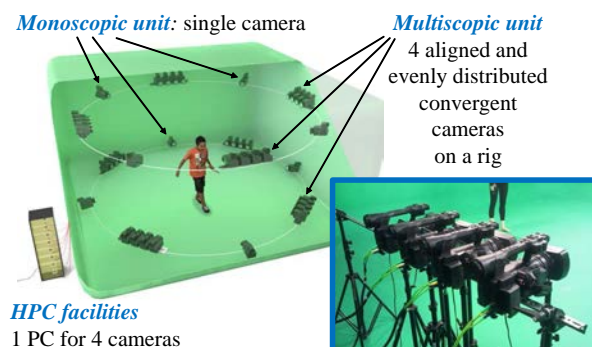 Monoscopic unit: single camera
Multiscopic unit
4 aligned and
evenly distributed
convergent
cameras
on a rig
HPC facilities
1 PC for 4 cameras